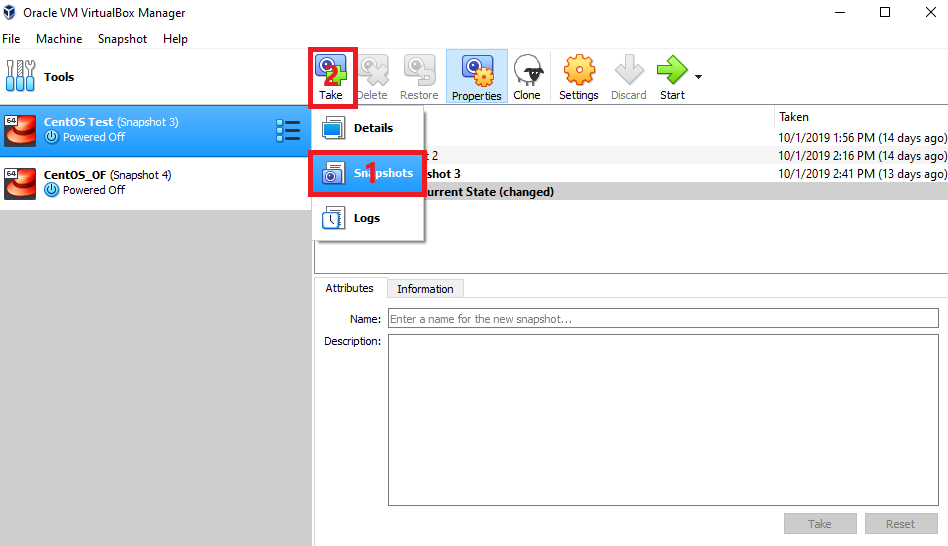 Oracle VM VirtualBox Manager
File Machine Snapshot Help
Tools
2
Take Delete Restore Properties Clone Settings Discard Start
64
CentOS Test (Snapshot 3)
Powered Off
64
CentOS_OF (Snapshot 4)
Powered Off
Details
1
Snapshots
Logs
Taken
10/1/2019 1:56 PM (14 days ago)
t 2 10/1/2019 2:16 PM (14 days ago)
shot 3 10/1/2019 2:41 PM (13 days ago)
urrent State (changed)
Attributes Information
Name: Enter a name for the new snapshot...
Description:
Take Reset